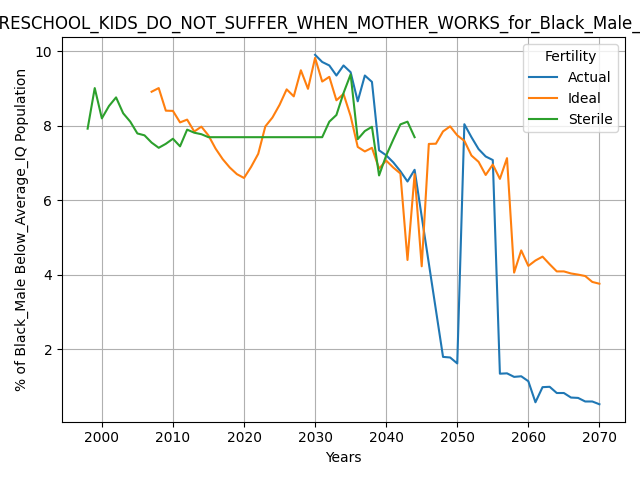 RESCHOOL_KIDS_DO_NOT_SUFFER_WHEN_MOTHER_WORKS_for_Black_Male_
Fertility
Actual
Ideal
Sterile
% of Black_Male Below_Average_IQ Population
10
8
6
4
2
2000 2010 2020 2030 2040 2050 2060 2070
Years